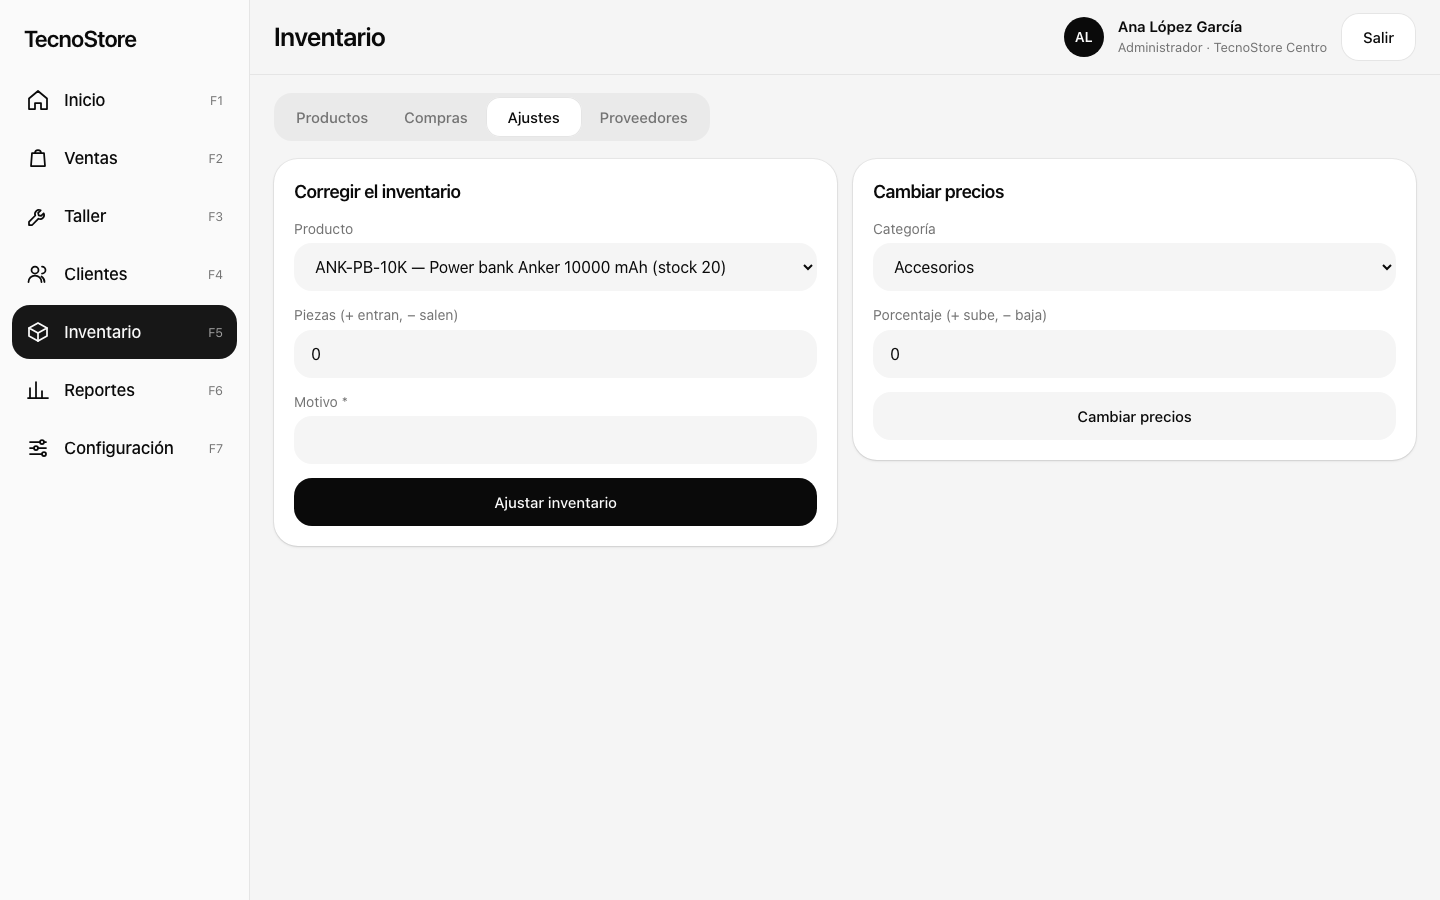 TecnoStore
Inicio F1
Ventas F2
Taller F3
Clientes F4
Inventario F5
Reportes F6
Configuración F7
Inventario
AL
Ana López García
Administrador · TecnoStore Centro
Salir
Productos Compras Ajustes Proveedores
Corregir el inventario
Producto
ANK-PB-10K — Power bank Anker 10000 mAh (stock 20)
Piezas (+ entran, − salen)
0
Motivo *
Ajustar inventario
Cambiar precios
Categoría
Accesorios
Porcentaje (+ sube, − baja)
0
Cambiar precios